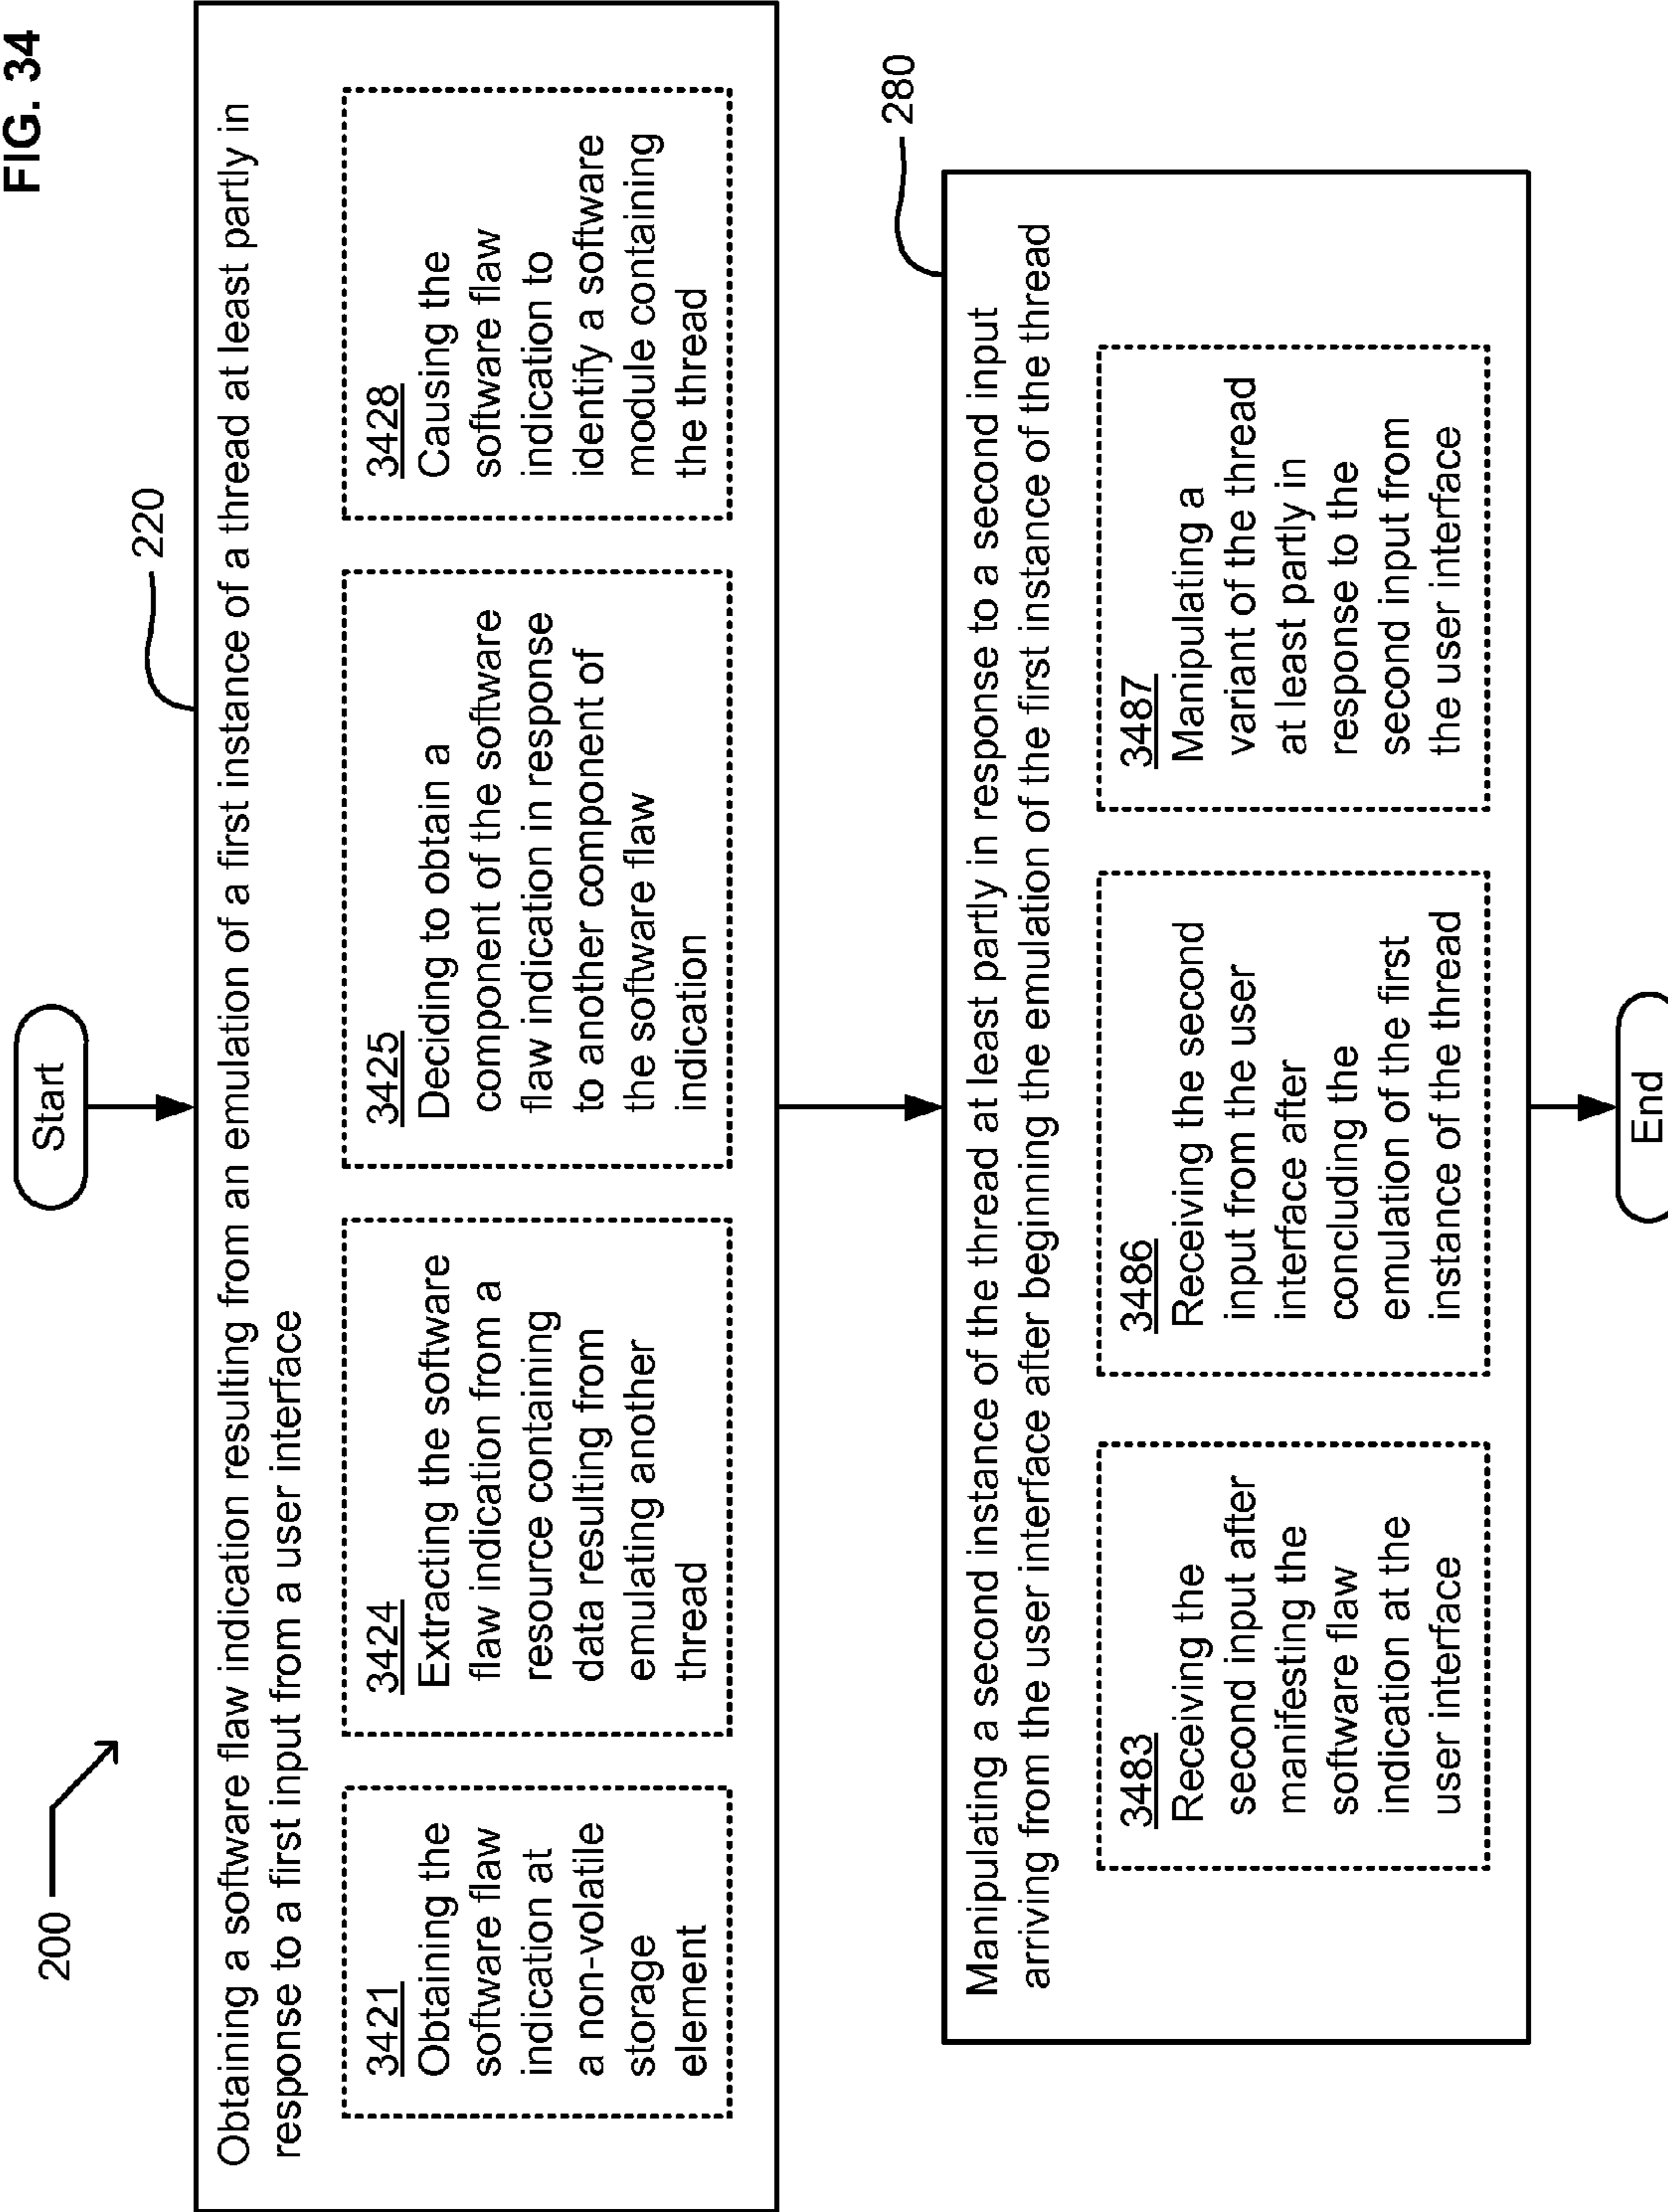 FIG. 34
200
Start
220
Obtaining a software flaw indication resulting from an emulation of a first instance of a thread at least partly in
response to a first input from a user interface
3421
Obtaining the
software flaw
indication at
a non-volatile
storage
element
3424
Extracting the software
flaw indication from a
resource containing
data resulting from
emulating another
thread
3425
Deciding to obtain a
component of the software
flaw indication in response
to another component of
the software flaw
indication
3428
Causing the
software flaw
indication to
identify a software
module containing
the thread
280
Manipulating a second instance of the thread at least partly in response to a second input
arriving from the user interface after beginning the emulation of the first instance of the thread
3483
Receiving the
second input after
manifesting the
software flaw
indication at the
user interface
3486
Receiving the second
input from the user
interface after
concluding the
emulation of the first
instance of the thread
3487
Manipulating a
variant of the thread
at least partly in
response to the
second input from
the user interface
End